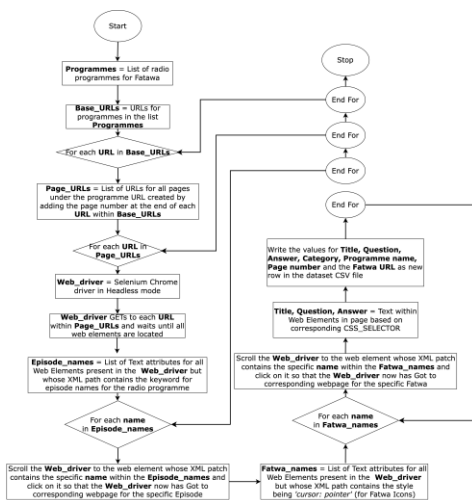 Start
Programmes = List of radio
programmes for Fatawa
Base_URLs = URLs for
programmes in the list
Programmes
For each URL in Base_URLs
Page_URLs = List of URLs for all pages
under the programme URL created by
adding the page number at the end of each
URL within Base_URLs
For each URL in
Page_URLs
Web_driver = Selenium Chrome
driver in Headless mode
Web_driver GETs to each URL
within Page_URLs and waits until all
web elements are located
Episode_names = List of Text attributes for all
Web Elements present in the Web_driver but
whose XML path contains the keyword for
episode names for the radio programme
For each name
in Episode_names
Scroll the Web_driver to the web element whose XML patch
contains the specific name within the Episode_names and
click on it so that the Web_driver now has Got to
corresponding webpage for the specific Episode
Fatwa_names = List of Text attributes for all
Web Elements present in the Web_driver
but whose XML path contains the style
being 'cursor: pointer' (for Fatwa Icons)
For each name
in Fatwa_names
Scroll the Web_driver to the web element whose XML patch
contains the specific name within the Fatwa_names and
click on it so that the Web_driver now has Got to
corresponding webpage for the specific Fatwa
Title, Question, Answer = Text within
Web Elements in page based on
corresponding CSS_SELECTOR
Write the values for Title, Question,
Answer, Category, Programme name,
Page number and the Fatwa URL as new
row in the dataset CSV file
End For
End For
End For
End For
Stop